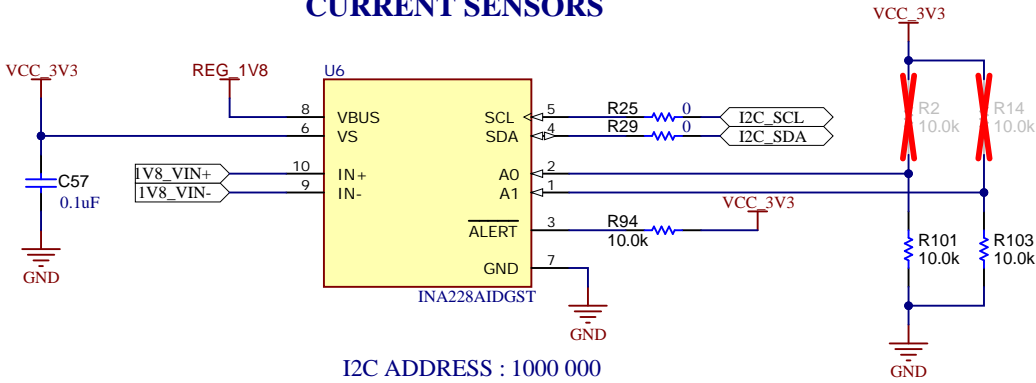 CURRENT SENSORS
VCC_3V3
VCC_3V3
REG_1V8
U6
8 VBUS
6 VS
10 IN+
9 IN-
SCL 5
SDA 4
A0 2
A1 1
ALERT 3
GND 7
INA228AIDGST
1V8_VIN+
1V8_VIN-
C57
0.1uF
GND
R25 0 I2C_SCL
R29 0 I2C_SDA
R94
10.0k
VCC_3V3
GND
R2
10.0k
R14
10.0k
R101
10.0k
R103
10.0k
GND
I2C ADDRESS : 1000 000